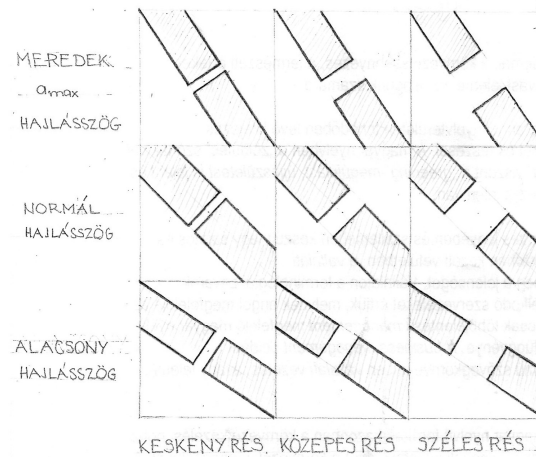 MEREDEK
αmax
HAJLÁSSZÖG
NORMÁL
HAJLÁSSZÖG
ALACSONY
HAJLÁSSZÖG
KESKENY RÉS KÖZEPES RÉS SZÉLES RÉS